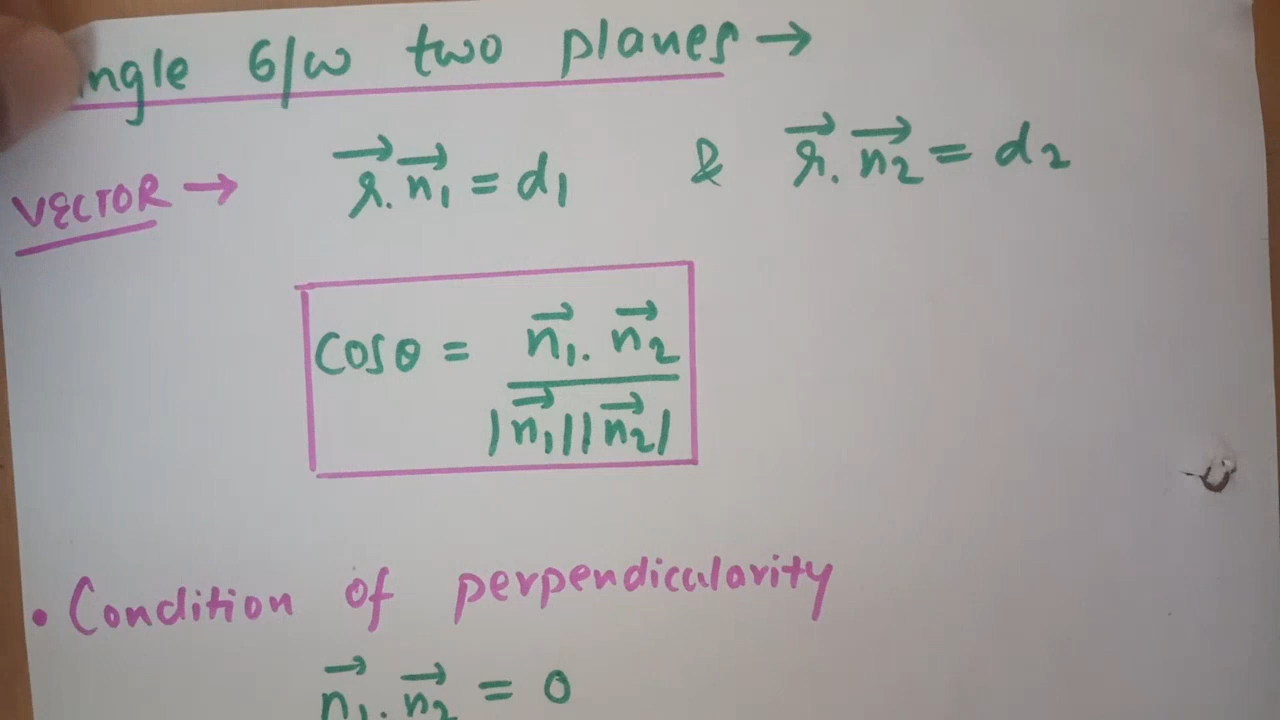 ngle b/w two planes →
VECTOR → r⃗.n⃗₁ = d₁ & r⃗.n⃗₂ = d₂
cosθ = n⃗₁.n⃗₂ / |n⃗₁||n⃗₂|
• Condition of perpendicularity
n⃗₁.n⃗₂ = 0